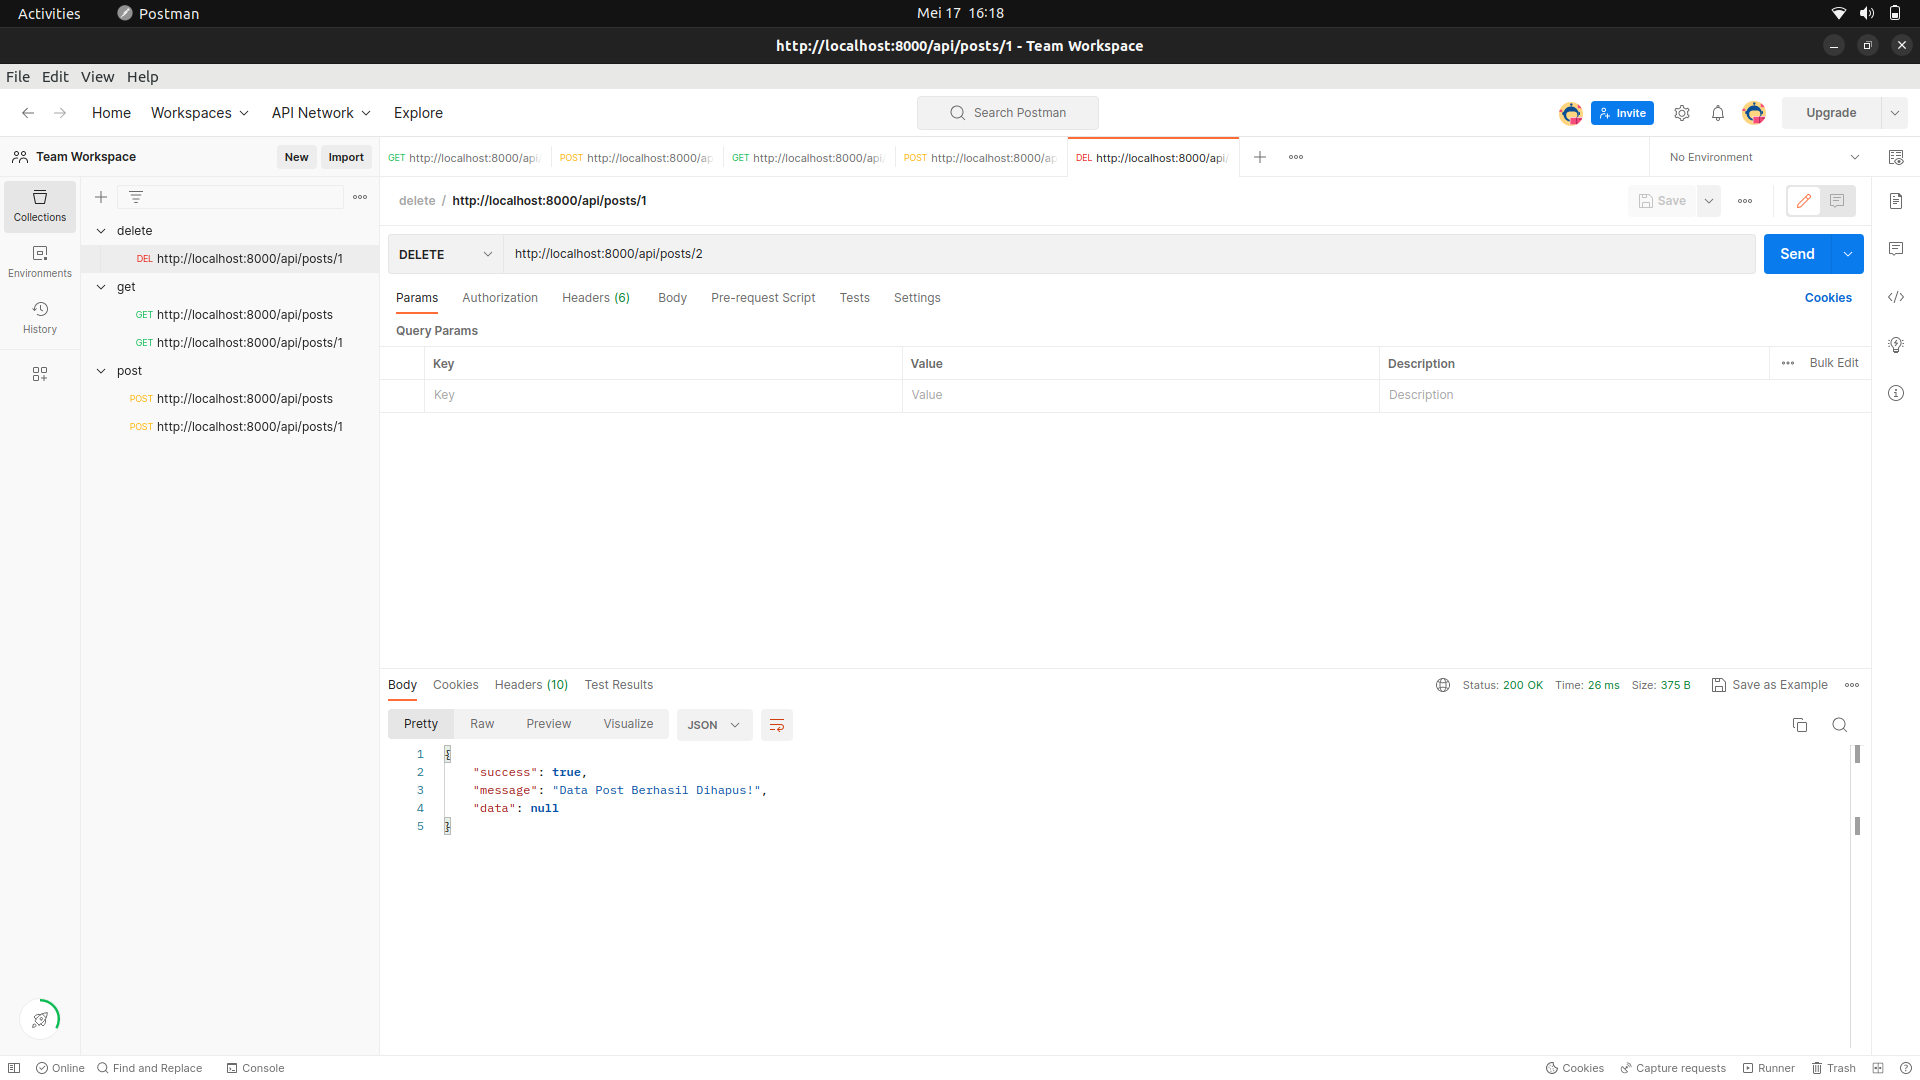 Activities Postman Mei 17 16:18
http://localhost:8000/api/posts/1 - Team Workspace
File Edit View Help
Home Workspaces API Network Explore Search Postman Invite Upgrade
Team Workspace New Import
GET http://localhost:8000/api/ POST http://localhost:8000/ap GET http://localhost:8000/api/ POST http://localhost:8000/ap DEL http://localhost:8000/api/ No Environment
Collections
Environments
History
delete
DEL http://localhost:8000/api/posts/1
get
GET http://localhost:8000/api/posts
GET http://localhost:8000/api/posts/1
post
POST http://localhost:8000/api/posts
POST http://localhost:8000/api/posts/1
delete / http://localhost:8000/api/posts/1 Save
DELETE http://localhost:8000/api/posts/2 Send
Params Authorization Headers (6) Body Pre-request Script Tests Settings Cookies
Query Params
Key Value Description Bulk Edit
Key Value Description
Body Cookies Headers (10) Test Results Status: 200 OK Time: 26 ms Size: 375 B Save as Example
Pretty Raw Preview Visualize JSON
1 {
2 "success": true,
3 "message": "Data Post Berhasil Dihapus!",
4 "data": null
5 }
Online Find and Replace Console Cookies Capture requests Runner Trash